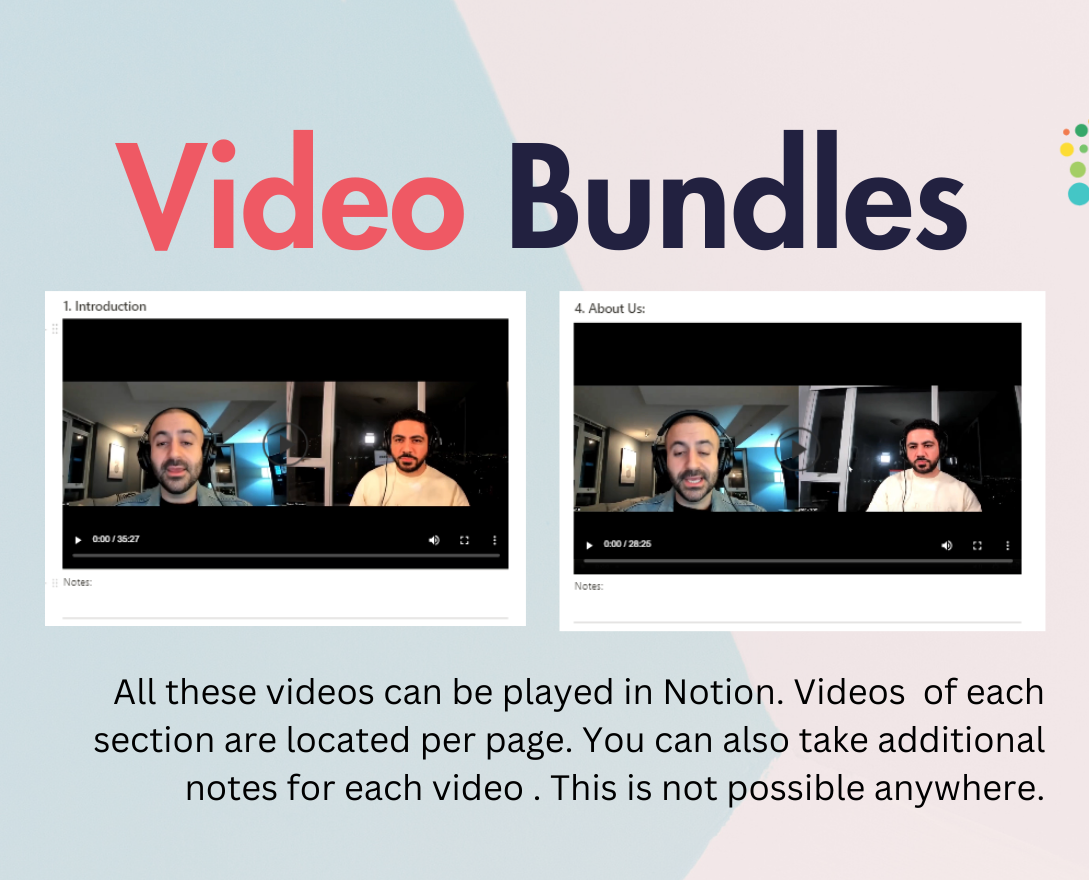 Video Bundles
1. Introduction
0:00 / 35:27
Notes:
4. About Us:
0:00 / 28:25
Notes:
All these videos can be played in Notion. Videos  of each
section are located per page. You can also take additional
notes for each video . This is not possible anywhere.